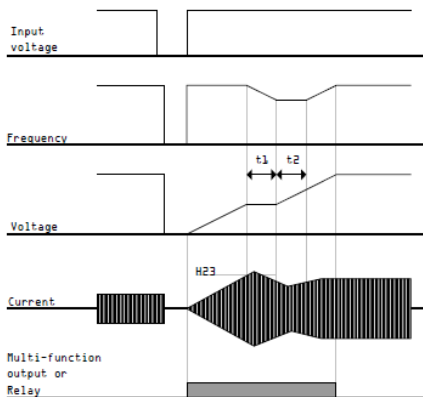 Input
voltage
Frequency
t1
t2
Voltage
H23
Current
Multi-function
output or
Relay